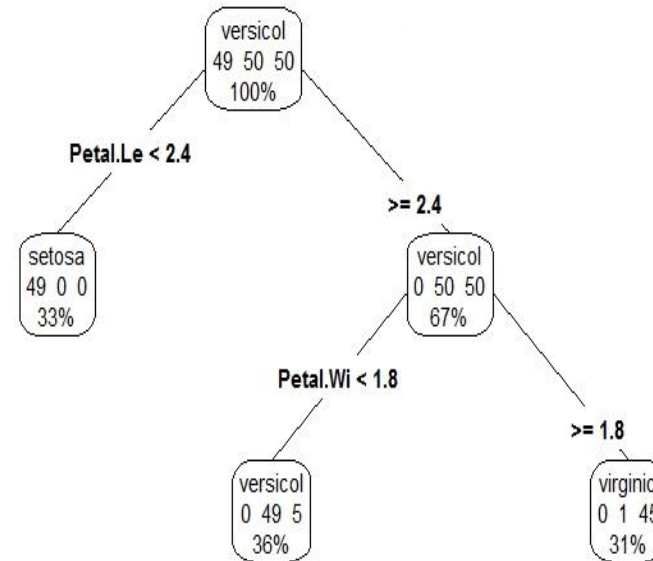 versicol
49 50 50
100%
Petal.Le < 2.4
>= 2.4
setosa
49 0 0
33%
versicol
0 50 50
67%
Petal.Wi < 1.8
>= 1.8
versicol
0 49 5
36%
virginic
0 1 45
31%